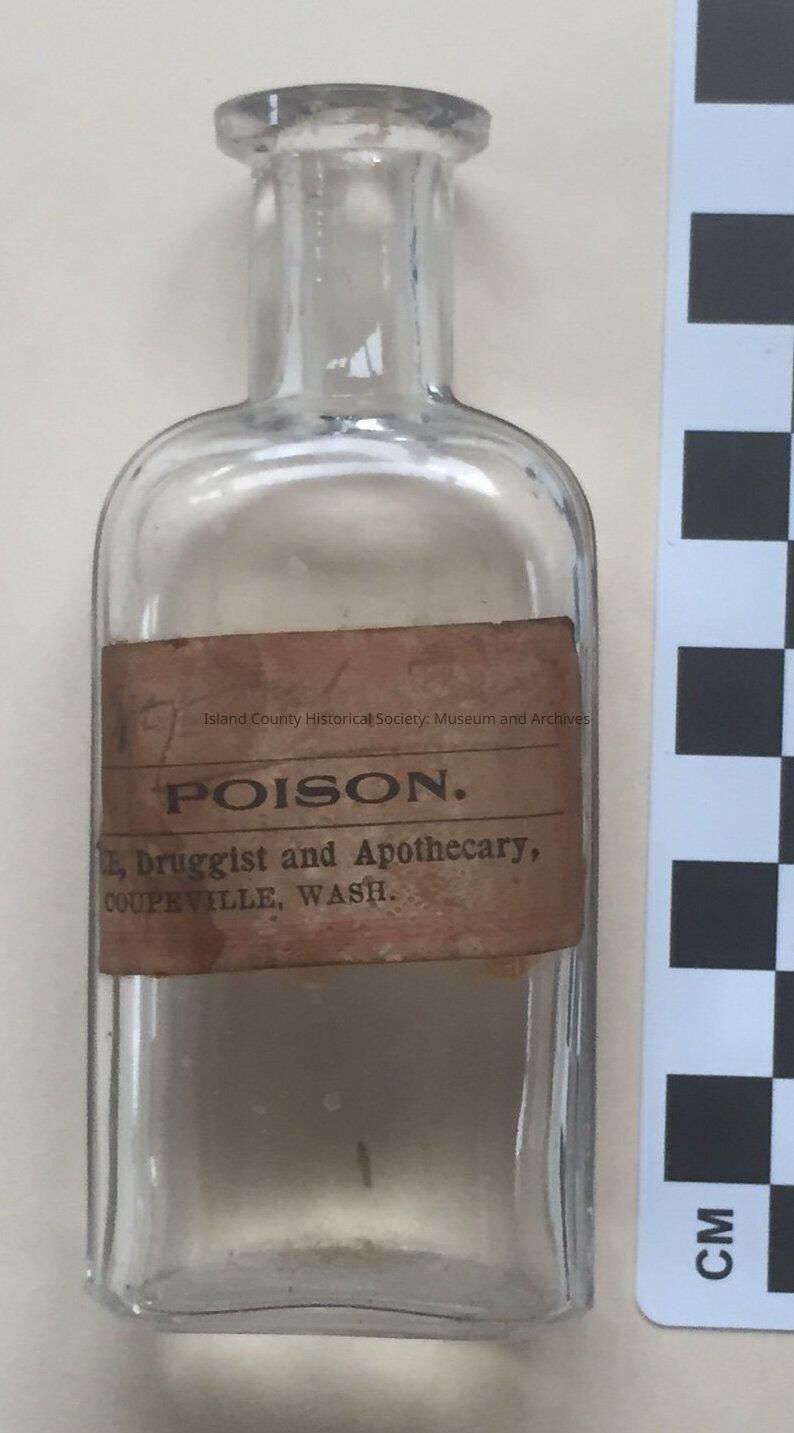 Island County Historical Society: Museum and Archives
POISON.
E, Druggist and Apothecary,
COUPEVILLE, WASH.
CM